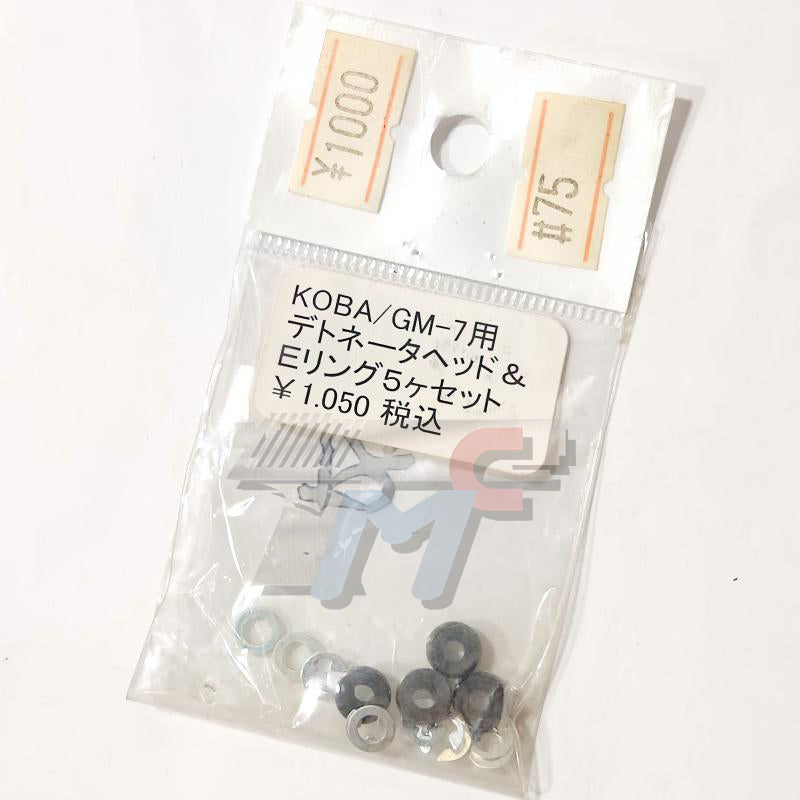 ¥1000
#75
KOBA/GM-7用
デトネータヘッド&
Eリング5ヶセット
¥1.050 税込
MC